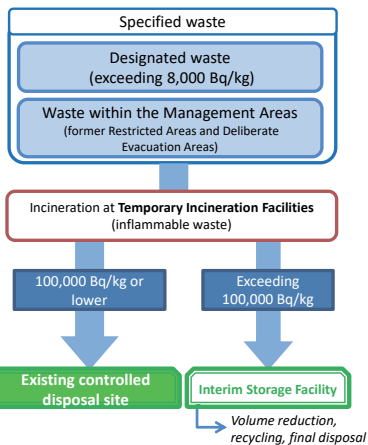 Specified waste
Designated waste
(exceeding 8,000 Bq/kg)
Waste within the Management Areas
(former Restricted Areas and Deliberate
Evacuation Areas)
Incineration at Temporary Incineration Facilities
(inflammable waste)
100,000 Bq/kg or
lower
Exceeding
100,000 Bq/kg
Existing controlled
disposal site
Interim Storage Facility
Volume reduction,
recycling, final disposal